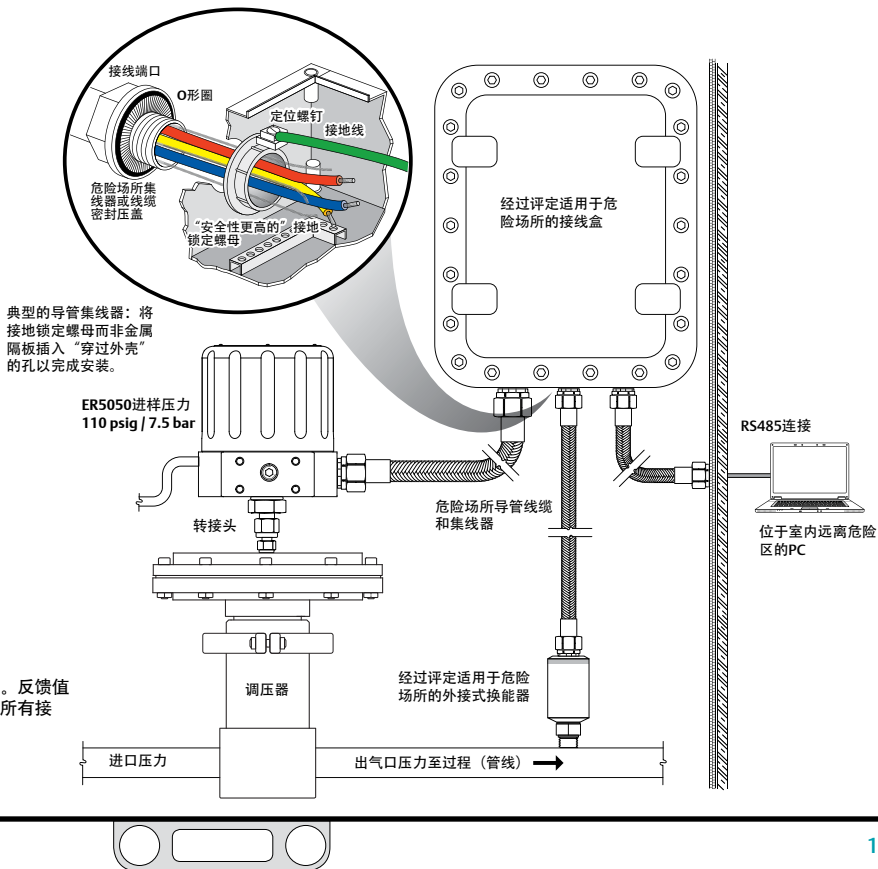 接线端口
O形圈
定位螺钉
接地线
危险场所集
线器或线缆
密封压盖
“安全性更高的”接地
锁定螺母
经过评定适用于危
险场所的接线盒
典型的导管集线器：将
接地锁定螺母而非金属
隔板插入“穿过外壳”
的孔以完成安装。
ER5050进样压力
110 psig / 7.5 bar
RS485连接
危险场所导管线缆
和集线器
转接头
位于室内远离危险
区的PC
。反馈值
所有接
调压器
经过评定适用于危险
场所的外接式换能器
进口压力
出气口压力至过程（管线）
1